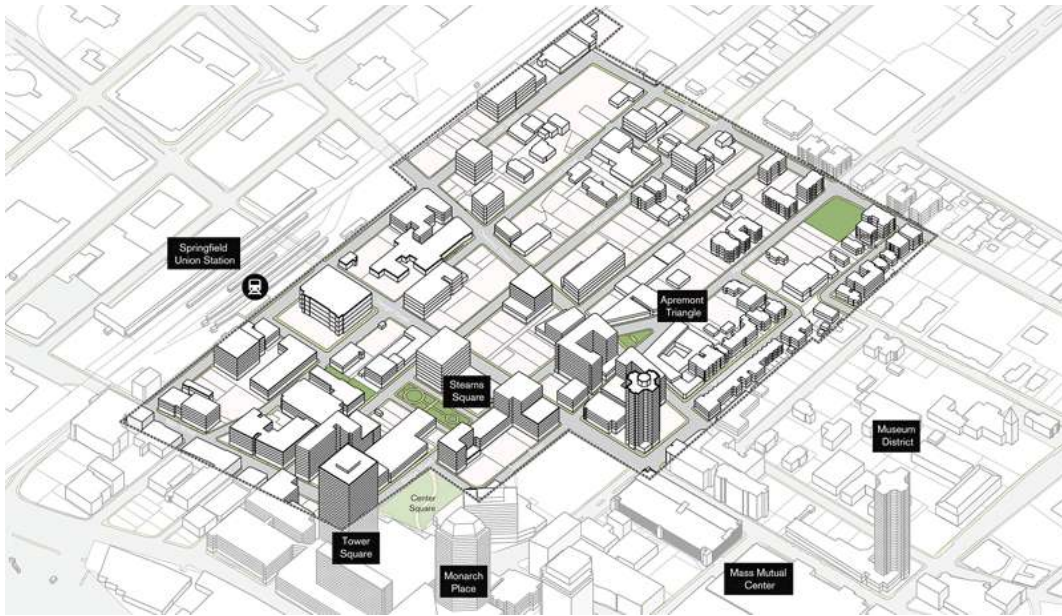 Springfield
Union Station
Apremont
Triangle
Stearns
Square
Museum
District
Center
Square
Tower
Square
Monarch
Place
Mass Mutual
Center